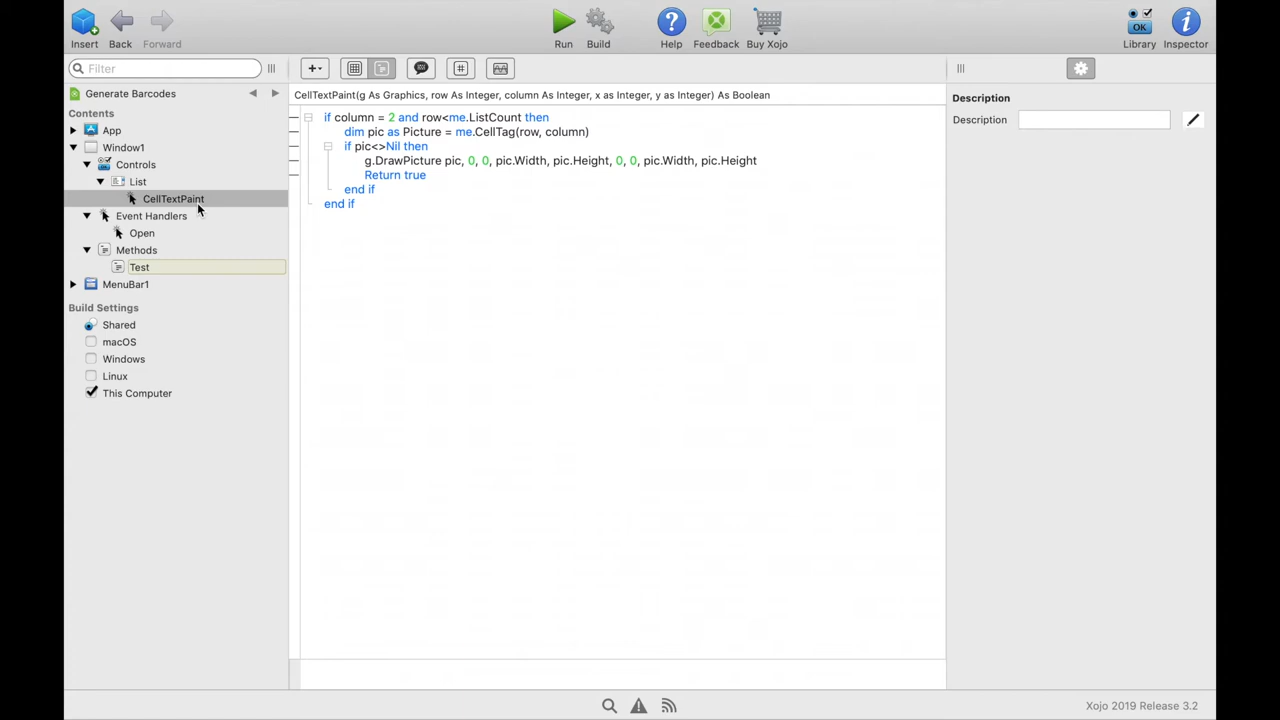 Insert
Back
Forward
Run
Build
Help
Feedback
Buy Xojo
OK
Library
Inspector
Filter
Generate Barcodes
Contents
App
Window1
Controls
List
CellTextPaint
Event Handlers
Open
Methods
Test
MenuBar1
Build Settings
Shared
macOS
Windows
Linux
This Computer
CellTextPaint(g As Graphics, row As Integer, column As Integer, x as Integer, y as Integer) As Boolean
if column = 2 and row<me.ListCount then
dim pic as Picture = me.CellTag(row, column)
if pic<>Nil then
g.DrawPicture pic, 0, 0, pic.Width, pic.Height, 0, 0, pic.Width, pic.Height
Return true
end if
end if
Description
Description
Xojo 2019 Release 3.2